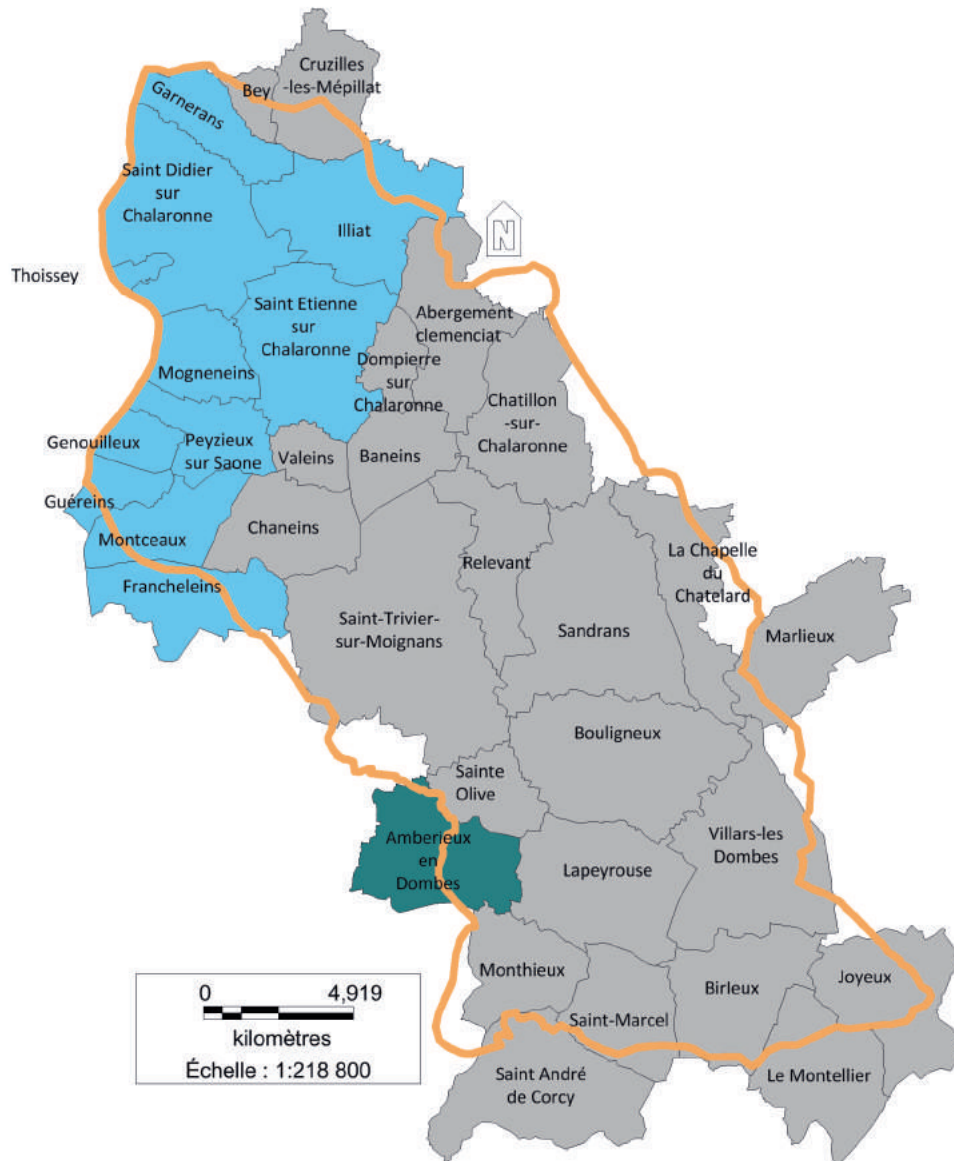 Cruzilles
-les-Mépillat
Bey
Garnerans
Saint Didier
sur
Chalaronne
Illiat
N
Thoissey
Saint Etienne
sur
Chalaronne
Abergement
clemenciat
Dompierre
sur
Chalaronne
Mogneneins
Chatillon
-sur-
Chalaronne
Genouilleux
Peyzieux
sur Saone
Valeins
Baneins
Guéreins
Montceaux
Chaneins
Francheleins
Relevant
La Chapelle
du
Chatelard
Saint-Trivier-
sur-Moignans
Sandrans
Marlieux
Bouligneux
Sainte
Olive
Amberieux
en
Dombes
Villars-les
Dombes
Lapeyrouse
Monthieux
Birleux
Joyeux
Saint-Marcel
Saint André
de Corcy
Le Montellier
0 4,919
kilomètres
Échelle : 1:218 800